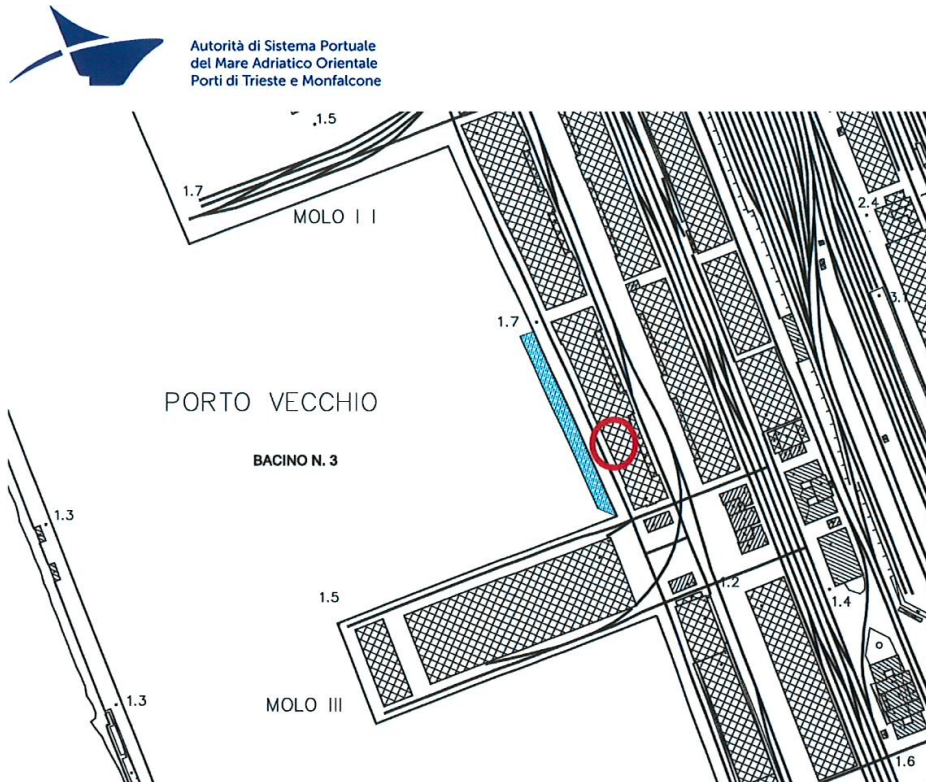 Autorità di Sistema Portuale
del Mare Adriatico Orientale
Porti di Trieste e Monfalcone
1.5
1.7
MOLO I I
2.4
3.1
1.7
PORTO VECCHIO
BACINO N. 3
1.3
1.5
1.2
1.4
1.3
MOLO III
1.6